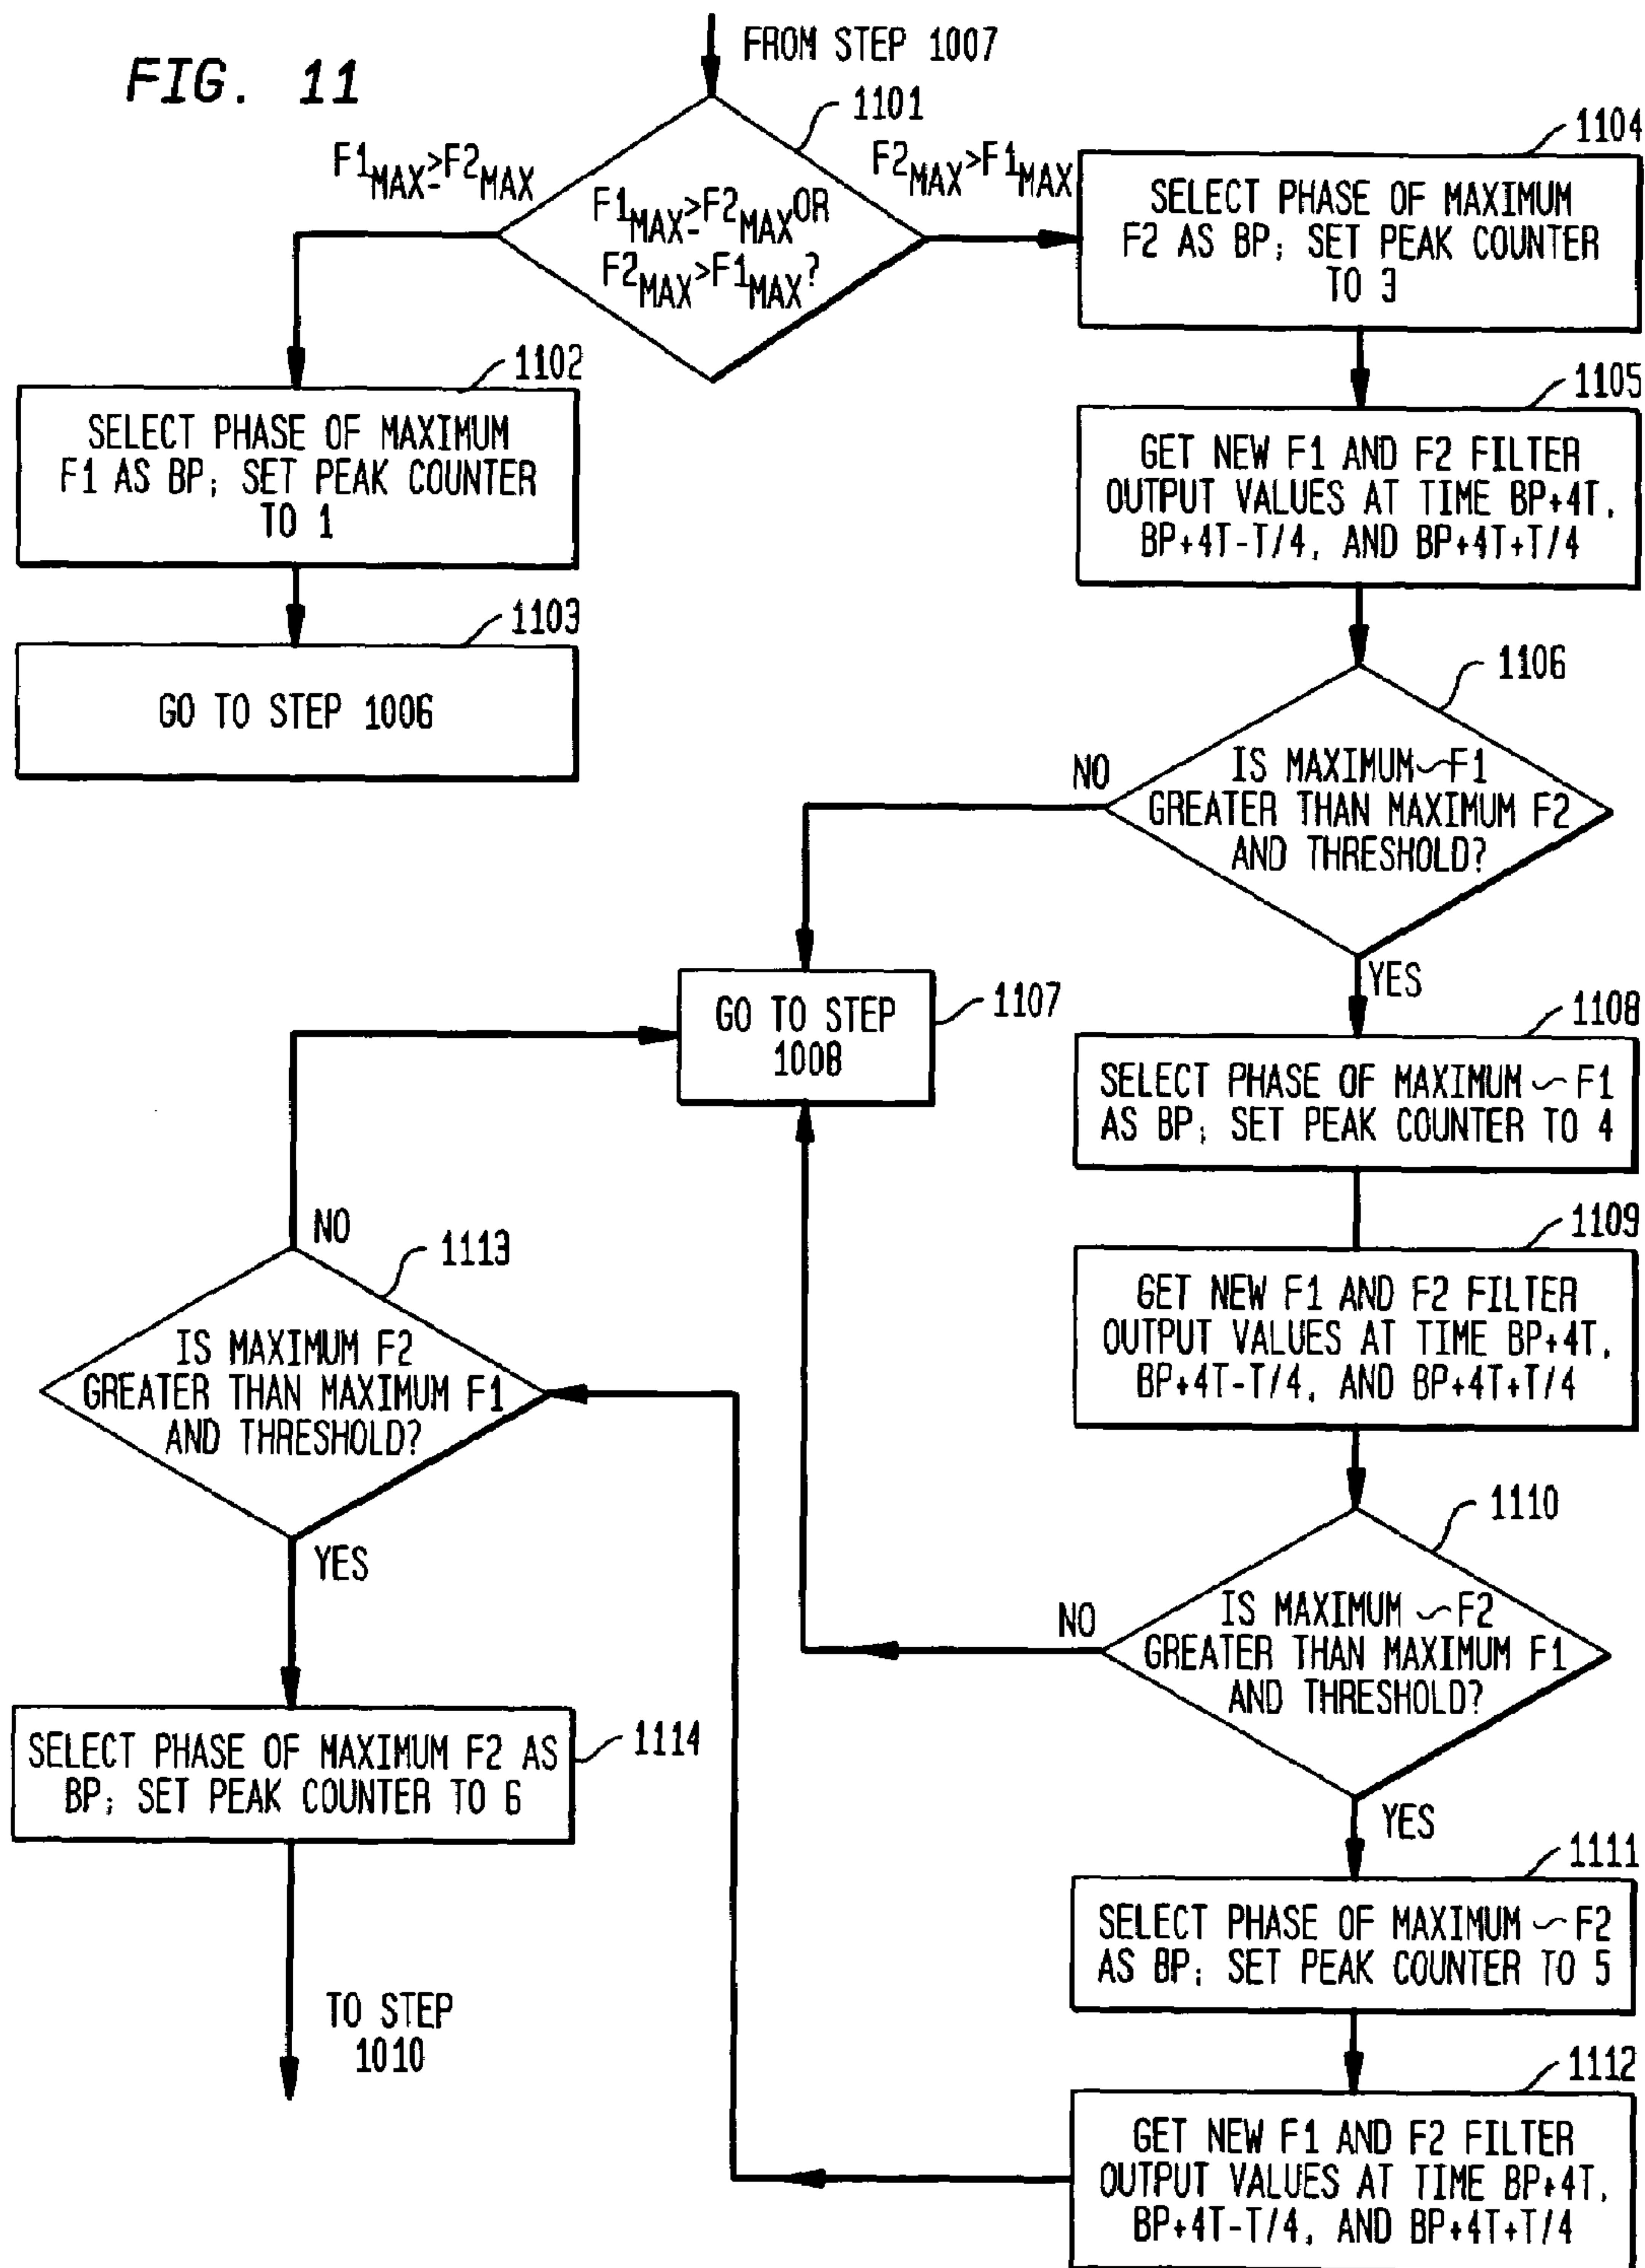 FIG. 11
FROM STEP 1007
1101
F1MAX≥F2MAX
F2MAX>F1MAX
F1MAX≥F2MAX OR
F2MAX>F1MAX?
1104
SELECT PHASE OF MAXIMUM
F2 AS BP; SET PEAK COUNTER
TO 3
1102
SELECT PHASE OF MAXIMUM
F1 AS BP; SET PEAK COUNTER
TO 1
1105
GET NEW F1 AND F2 FILTER
OUTPUT VALUES AT TIME BP+4T,
BP+4T-T/4, AND BP+4T+T/4
1103
GO TO STEP 1006
1106
IS MAXIMUM ~F1
GREATER THAN MAXIMUM F2
AND THRESHOLD?
NO
YES
1107
GO TO STEP
1008
1108
SELECT PHASE OF MAXIMUM ~F1
AS BP; SET PEAK COUNTER TO 4
1109
GET NEW F1 AND F2 FILTER
OUTPUT VALUES AT TIME BP+4T,
BP+4T-T/4, AND BP+4T+T/4
NO
1113
IS MAXIMUM F2
GREATER THAN MAXIMUM F1
AND THRESHOLD?
YES
1110
IS MAXIMUM ~F2
GREATER THAN MAXIMUM F1
AND THRESHOLD?
NO
YES
1114
SELECT PHASE OF MAXIMUM F2 AS
BP; SET PEAK COUNTER TO 6
1111
SELECT PHASE OF MAXIMUM ~F2
AS BP; SET PEAK COUNTER TO 5
TO STEP
1010
1112
GET NEW F1 AND F2 FILTER
OUTPUT VALUES AT TIME BP+4T,
BP+4T-T/4, AND BP+4T+T/4